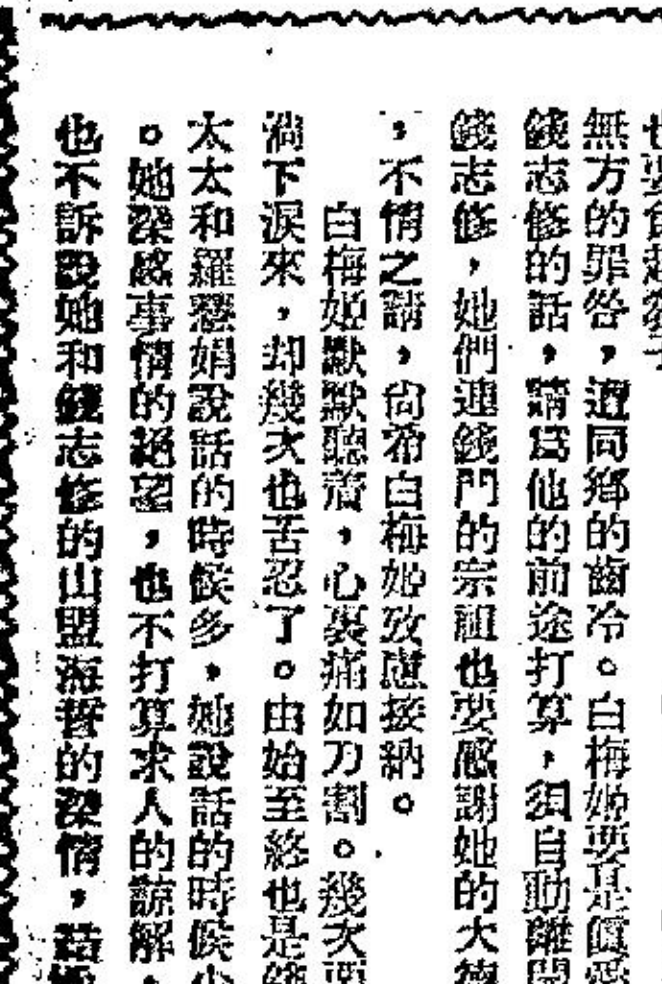 無方的罪咎，遭同鄉的齒冷。白梅姬要是眞愛
錢志修的話，請爲他的前途打算，須自動離開
錢志修，她們連錢門的宗祖也要感謝她的大德
，不情之請，尙希白梅姬攷慮接納。
白梅姬默默聽着，心裏痛如刀割。幾次要
淌下淚來，却幾次也苦忍了。由始至終也是錢
太太和羅慧娟說話的時候多，她說話的時候少
。她深感事情的絕望，也不打算求人的諒解，
也不訴說她和錢志修的山盟海誓的深情，